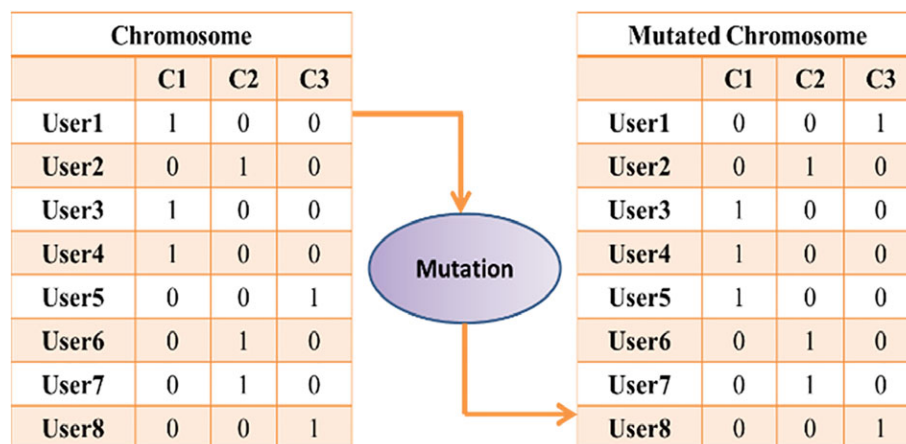 Chromosome
C1 C2 C3
User1 1 0 0
User2 0 1 0
User3 1 0 0
User4 1 0 0
User5 0 0 1
User6 0 1 0
User7 0 1 0
User8 0 0 1
Mutation
Mutated Chromosome
C1 C2 C3
User1 0 0 1
User2 0 1 0
User3 1 0 0
User4 1 0 0
User5 1 0 0
User6 0 1 0
User7 0 1 0
User8 0 0 1